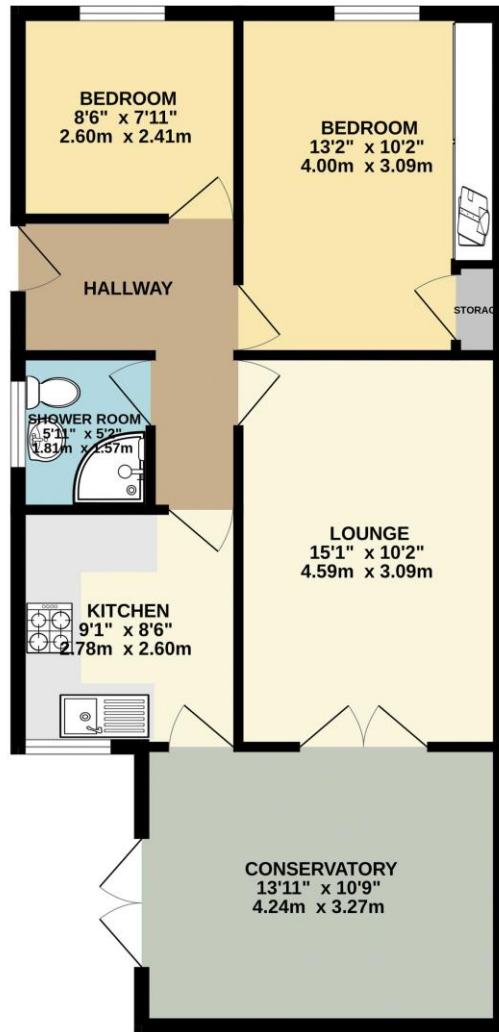 BEDROOM
8'6" x 7'11"
2.60m x 2.41m
BEDROOM
13'2" x 10'2"
4.00m x 3.09m
HALLWAY
STORAG
SHOWER ROOM
5'11" x 5'2"
1.81m x 1.57m
LOUNGE
15'1" x 10'2"
4.59m x 3.09m
KITCHEN
9'1" x 8'6"
2.78m x 2.60m
CONSERVATORY
13'11" x 10'9"
4.24m x 3.27m